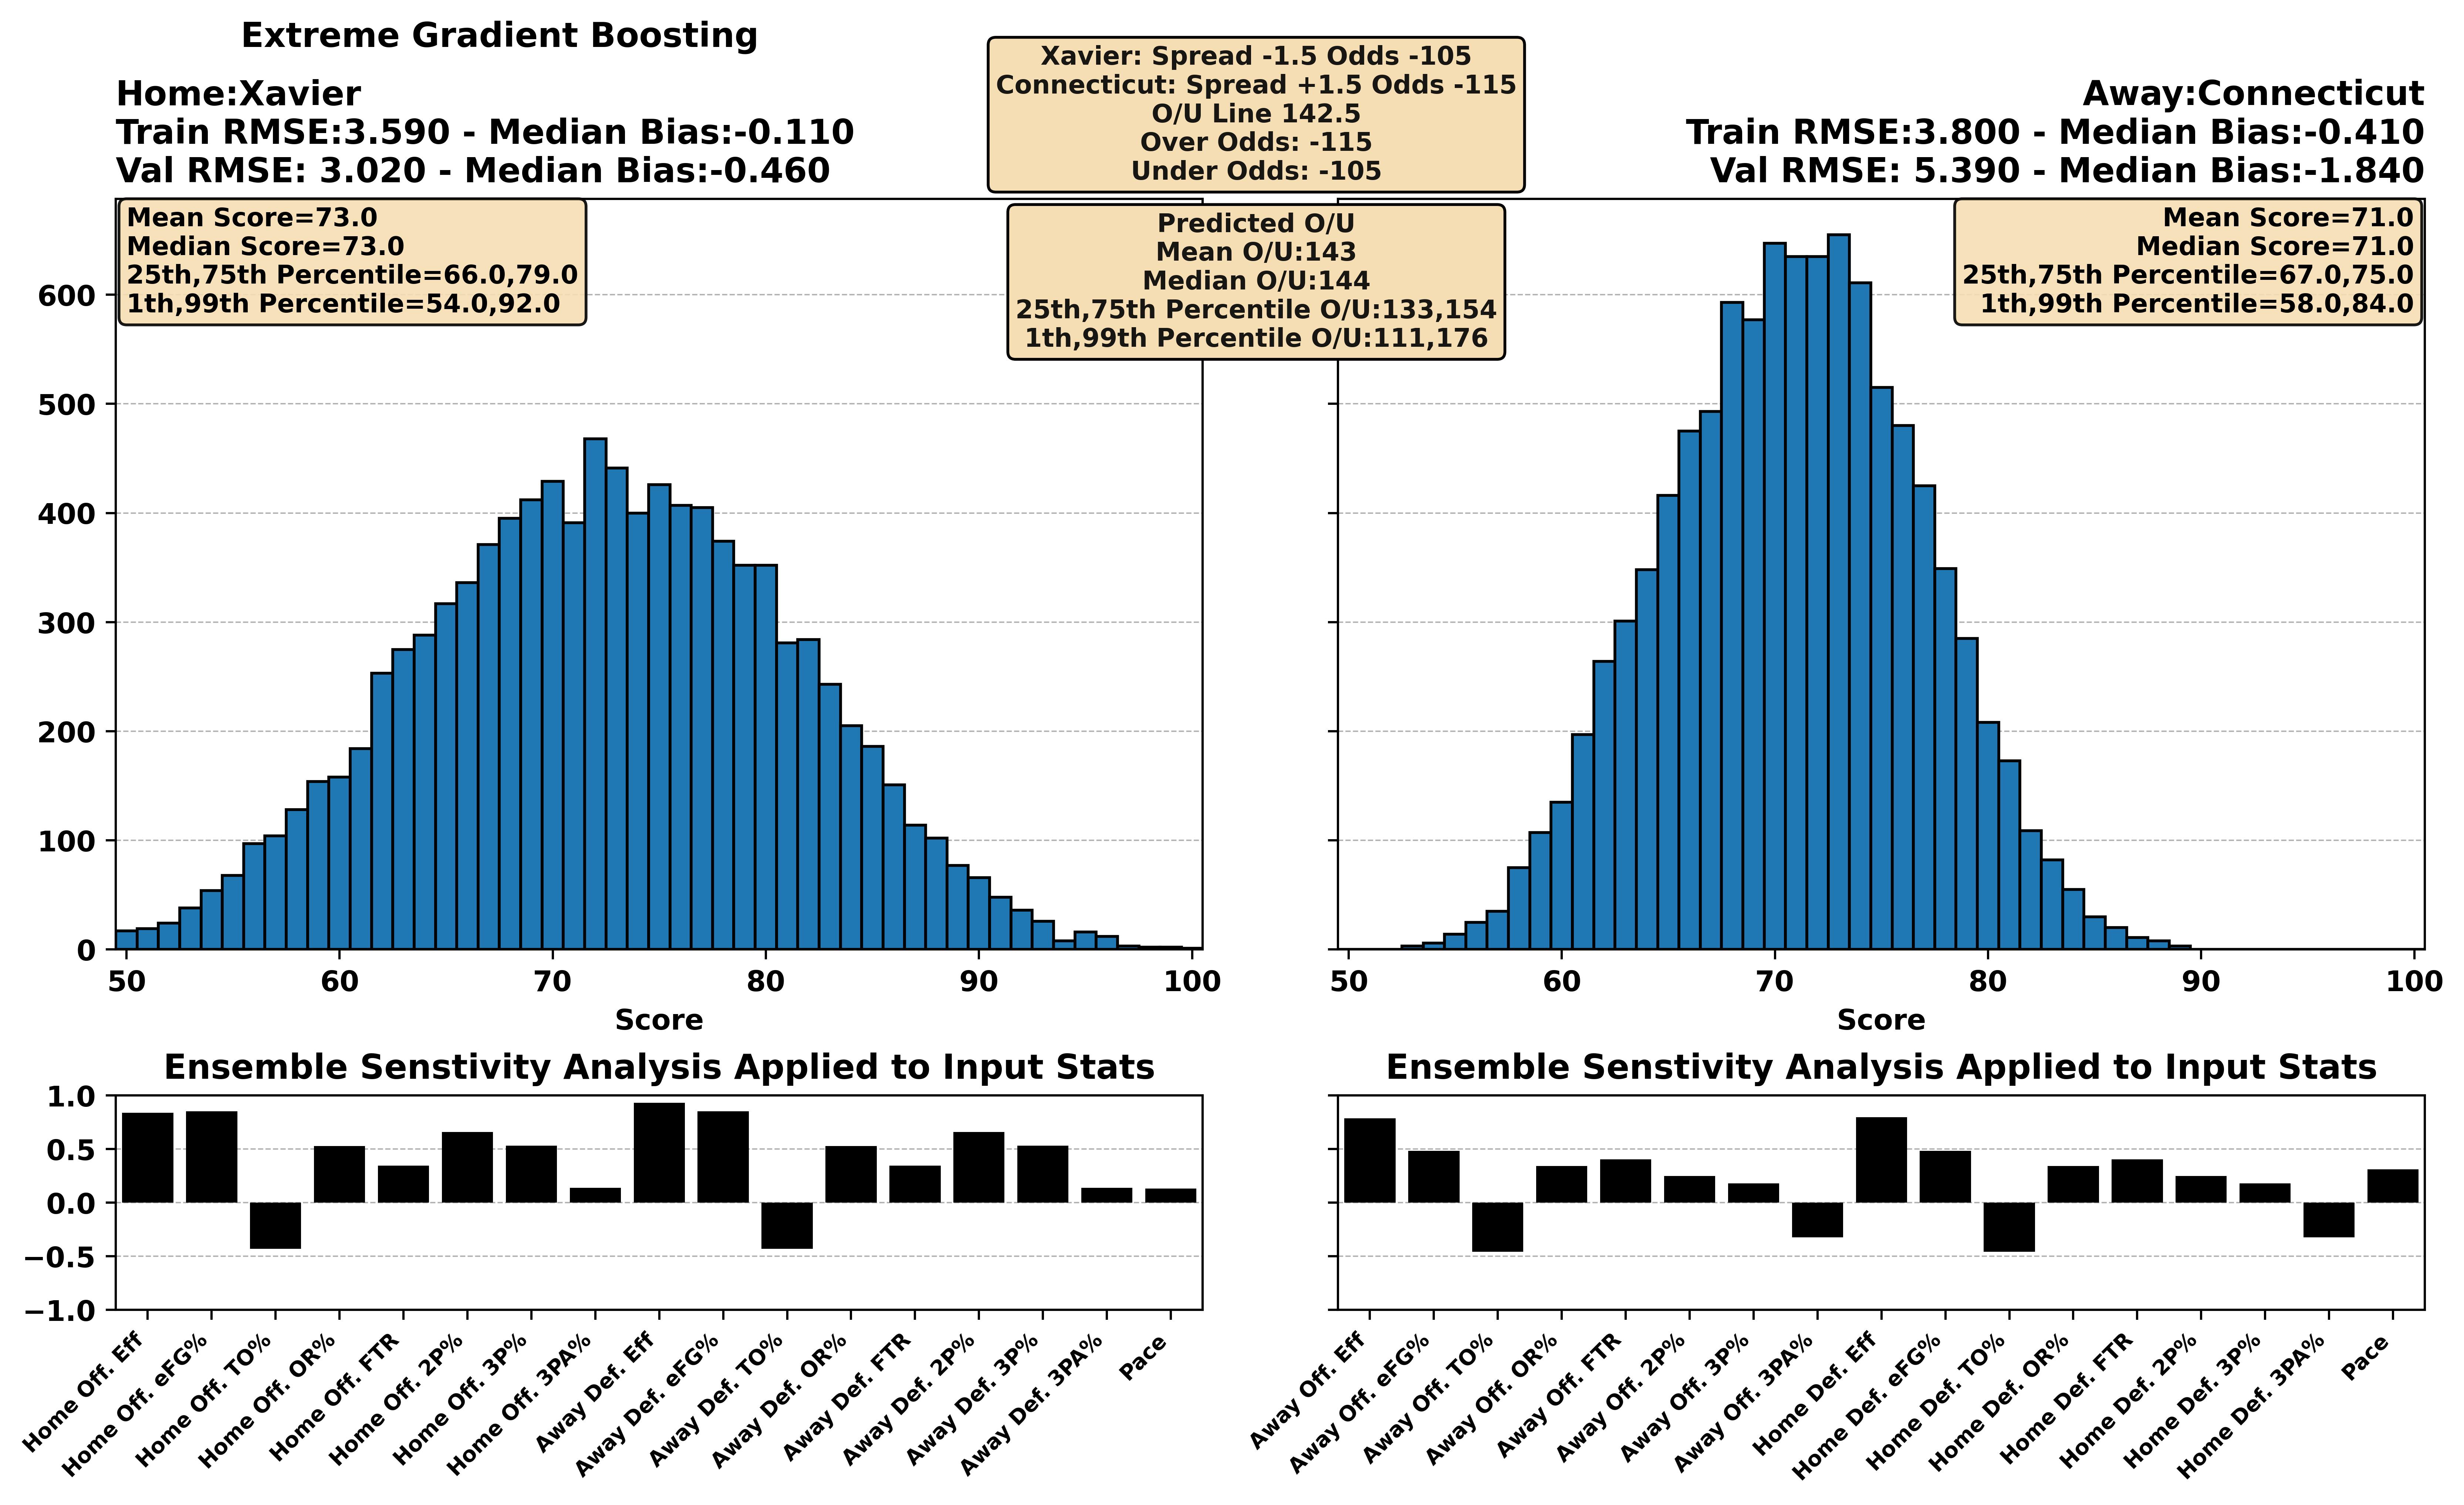 Extreme Gradient Boosting
Home:Xavier
Train RMSE:3.590 - Median Bias:-0.110
Val RMSE: 3.020 - Median Bias:-0.460
Xavier: Spread -1.5 Odds -105
Connecticut: Spread +1.5 Odds -115
O/U Line 142.5
Over Odds: -115
Under Odds: -105
Away:Connecticut
Train RMSE:3.800 - Median Bias:-0.410
Val RMSE: 5.390 - Median Bias:-1.840
Mean Score=73.0
Median Score=73.0
25th,75th Percentile=66.0,79.0
1th,99th Percentile=54.0,92.0
Predicted O/U
Mean O/U:143
Median O/U:144
25th,75th Percentile O/U:133,154
1th,99th Percentile O/U:111,176
Mean Score=71.0
Median Score=71.0
25th,75th Percentile=67.0,75.0
1th,99th Percentile=58.0,84.0
600
500
400
300
200
100
0
50 60 70 80 90 100
Score
50 60 70 80 90 100
Score
Ensemble Senstivity Analysis Applied to Input Stats
1.0
0.5
0.0
−0.5
−1.0
Home Off. Eff
Home Off. eFG%
Home Off. TO%
Home Off. OR%
Home Off. FTR
Home Off. 2P%
Home Off. 3P%
Home Off. 3PA%
Away Def. Eff
Away Def. eFG%
Away Def. TO%
Away Def. OR%
Away Def. FTR
Away Def. 2P%
Away Def. 3P%
Away Def. 3PA%
Pace
Ensemble Senstivity Analysis Applied to Input Stats
Away Off. Eff
Away Off. eFG%
Away Off. TO%
Away Off. OR%
Away Off. FTR
Away Off. 2P%
Away Off. 3P%
Away Off. 3PA%
Home Def. Eff
Home Def. eFG%
Home Def. TO%
Home Def. OR%
Home Def. FTR
Home Def. 2P%
Home Def. 3P%
Home Def. 3PA%
Pace